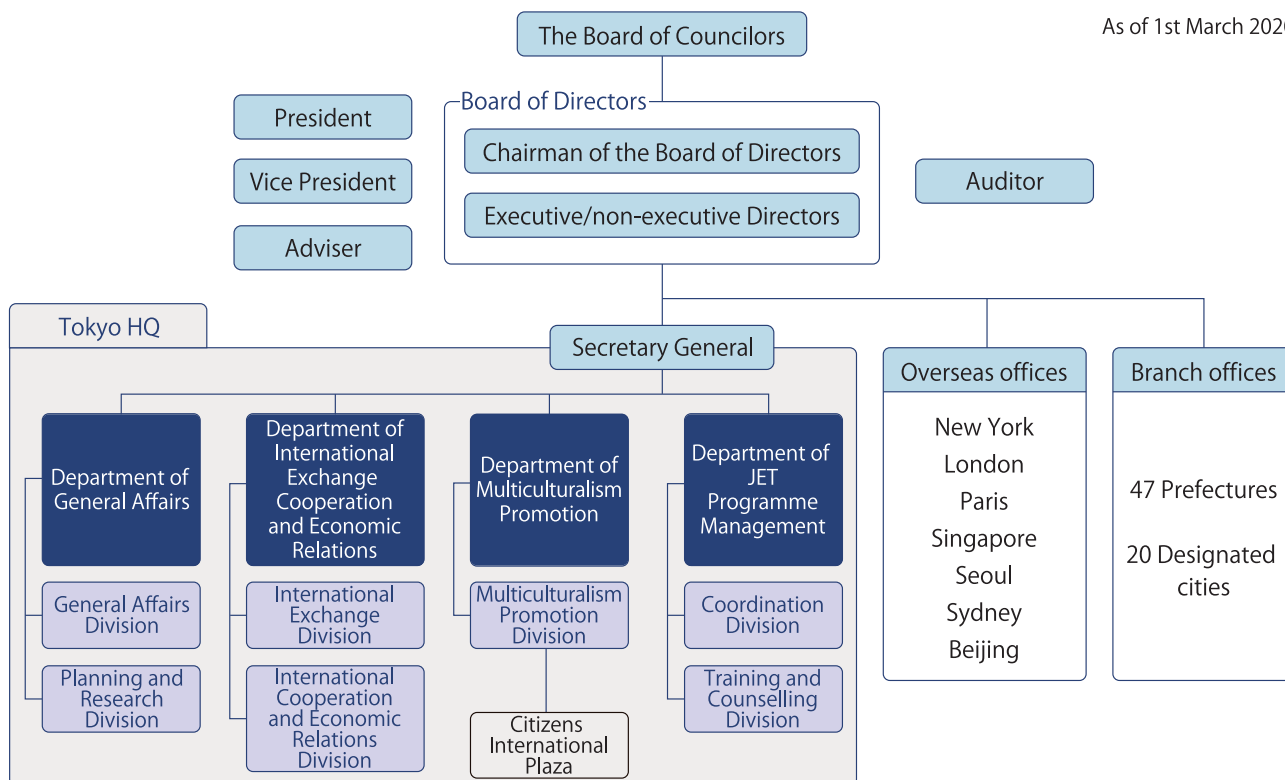 The Board of Councilors
As of 1st March 2020
Board of Directors
President
Chairman of the Board of Directors
Vice President
Auditor
Executive/non-executive Directors
Adviser
Tokyo HQ
Secretary General
Department of
General Affairs
General Affairs
Division
Planning and
Research
Division
Department of
International
Exchange
Cooperation
and Economic
Relations
International
Exchange
Division
International
Cooperation
and Economic
Relations
Division
Department of
Multiculturalism
Promotion
Multiculturalism
Promotion
Division
Citizens
International
Plaza
Department of
JET
Programme
Management
Coordination
Division
Training and
Counselling
Division
Overseas offices
New York
London
Paris
Singapore
Seoul
Sydney
Beijing
Branch offices
47 Prefectures
20 Designated
cities